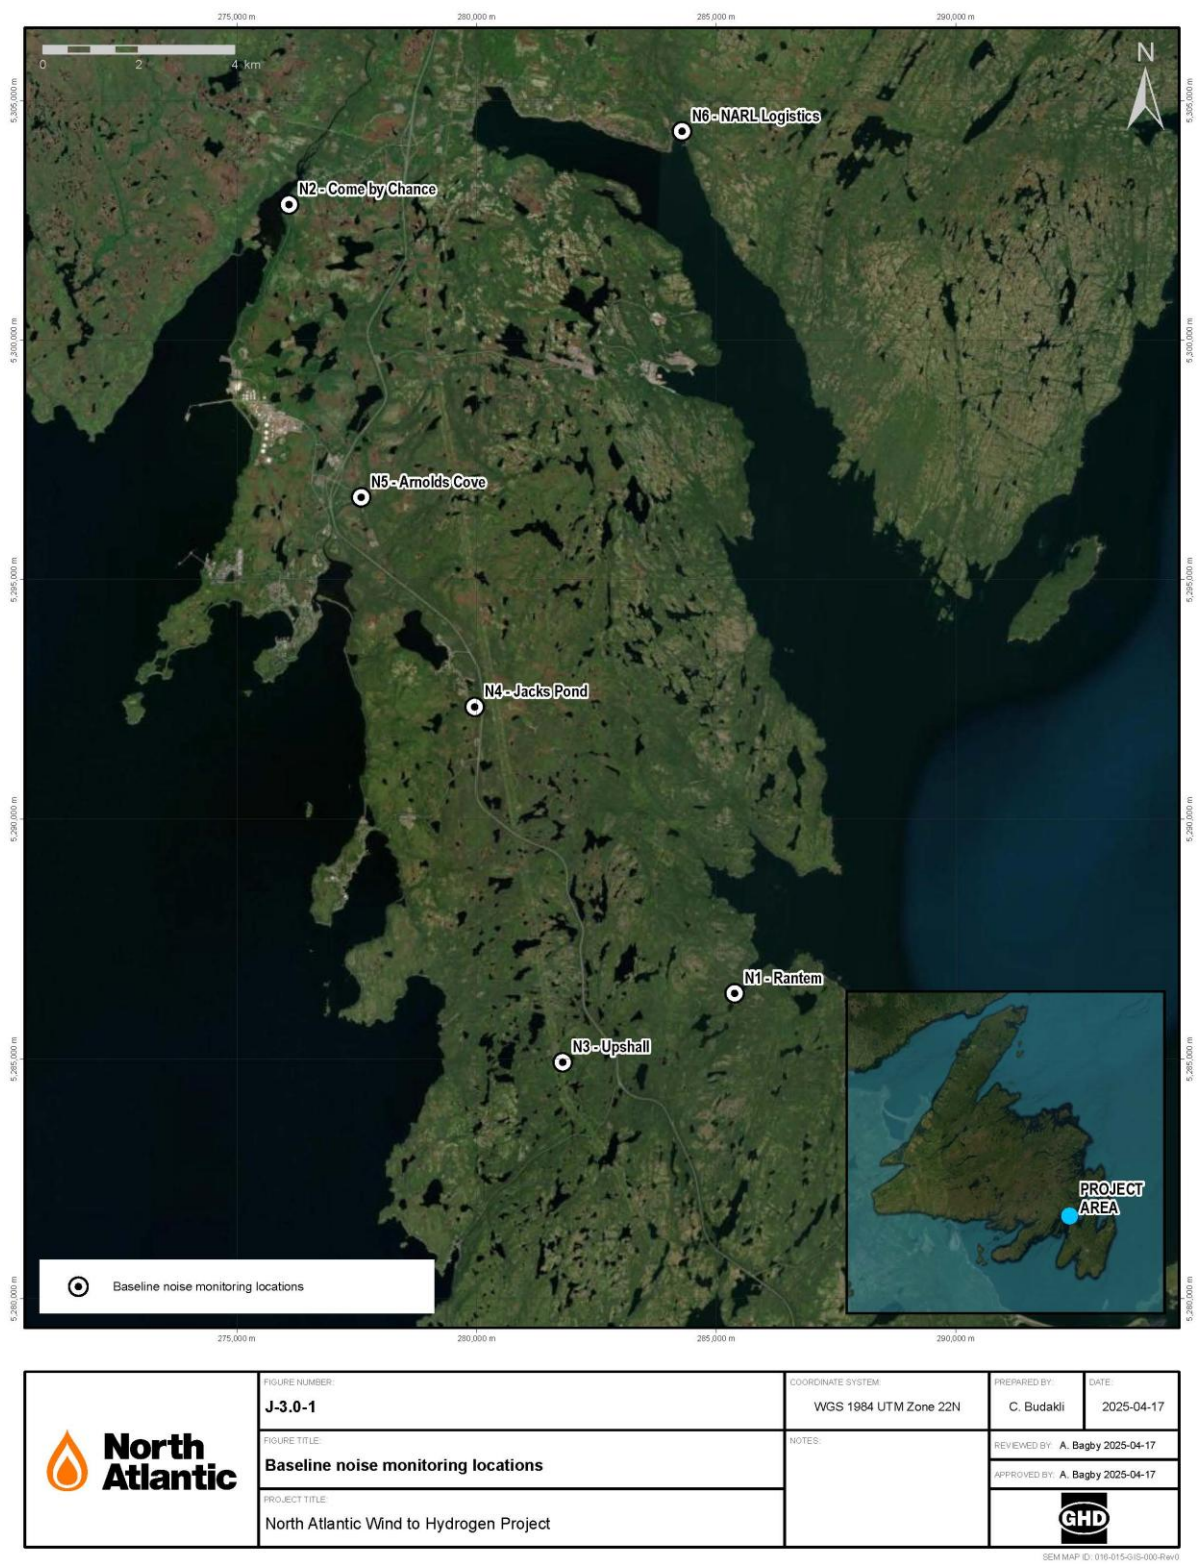 275,000 m
280,000 m
285,000 m
290,000 m
0 2 4 km
N
5,305,000 m
5,305,000 m
N6 - NARL Logistics
N2 - Come by Chance
5,300,000 m
5,300,000 m
N5 - Arnolds Cove
5,295,000 m
5,295,000 m
N4 - Jacks Pond
5,290,000 m
5,290,000 m
N1 - Rantem
N3 - Upshall
5,285,000 m
5,285,000 m
PROJECT
AREA
Baseline noise monitoring locations
5,280,000 m
5,280,000 m
275,000 m
280,000 m
285,000 m
290,000 m
North
Atlantic
FIGURE NUMBER:
J-3.0-1
FIGURE TITLE:
Baseline noise monitoring locations
PROJECT TITLE:
North Atlantic Wind to Hydrogen Project
COORDINATE SYSTEM:
WGS 1984 UTM Zone 22N
NOTES:
PREPARED BY:
C. Budakli
DATE:
2025-04-17
REVIEWED BY: A. Bagby 2025-04-17
APPROVED BY: A. Bagby 2025-04-17
GHD
SEM MAP ID: 016-015-GIS-000-Rev0